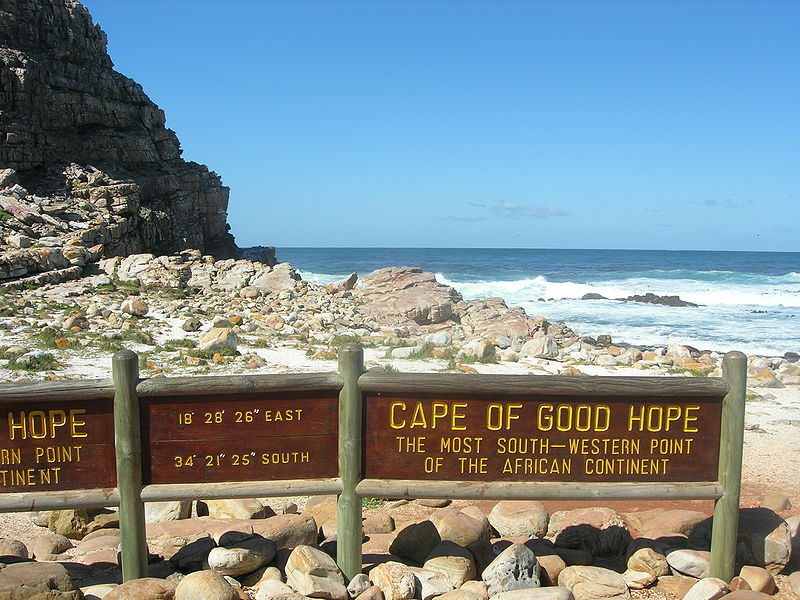 HOPE
RN POINT
TINENT
18' 28' 26" EAST
34' 21" 25" SOUTH
CAPE OF GOOD HOPE
THE MOST SOUTH-WESTERN POINT
OF THE AFRICAN CONTINENT